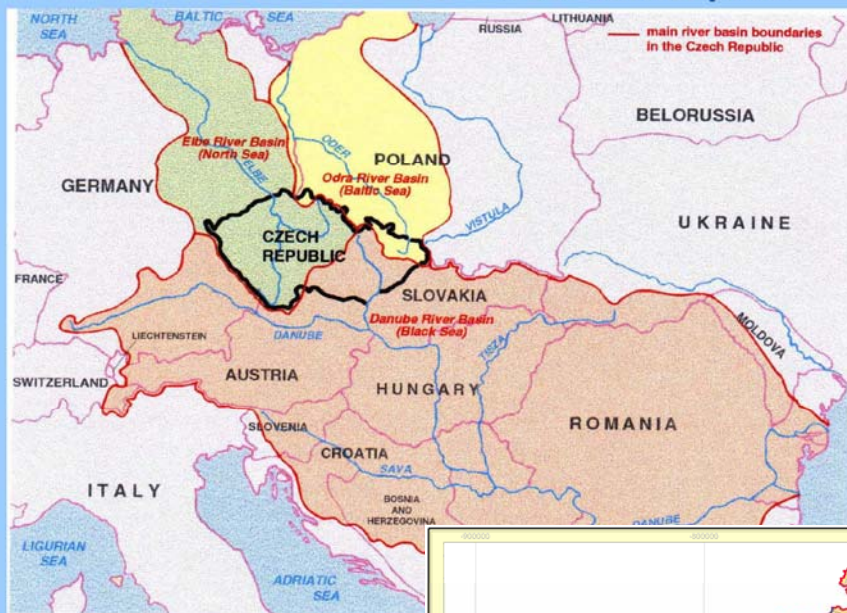 NORTH
SEA
BALTIC
SEA
LITHUANIA
RUSSIA
main river basin boundaries
in the Czech Republic
BELORUSSIA
Elbe River Basin
(North Sea)
ELBE
ODER
POLAND
Odra River Basin
(Baltic Sea)
GERMANY
VISTULA
UKRAINE
CZECH
REPUBLIC
FRANCE
SLOVAKIA
LIECHTENSTEIN
DANUBE
Danube River Basin
(Black Sea)
TISZA
MOLDOVA
SWITZERLAND
AUSTRIA
HUNGARY
ROMANIA
SLOVENIA
CROATIA
SAVA
ITALY
BOSNIA
AND
HERZEGOVINA
DANUBE
LIGURIAN
SEA
ADRIATIC
SEA
-900000